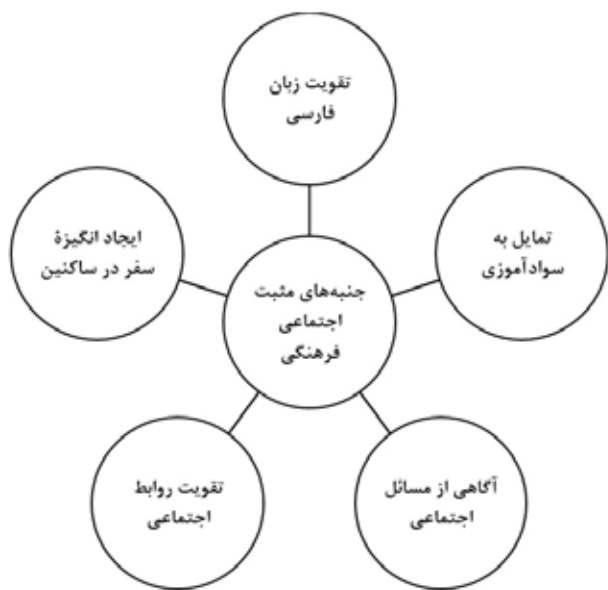 تقویت زبان
فارسی
تمایل به
سوادآموزی
ایجاد انگیزۀ
سفر در ساکنین
جنبه‌های مثبت
اجتماعی
فرهنگی
آگاهی از مسائل
اجتماعی
تقویت روابط
اجتماعی